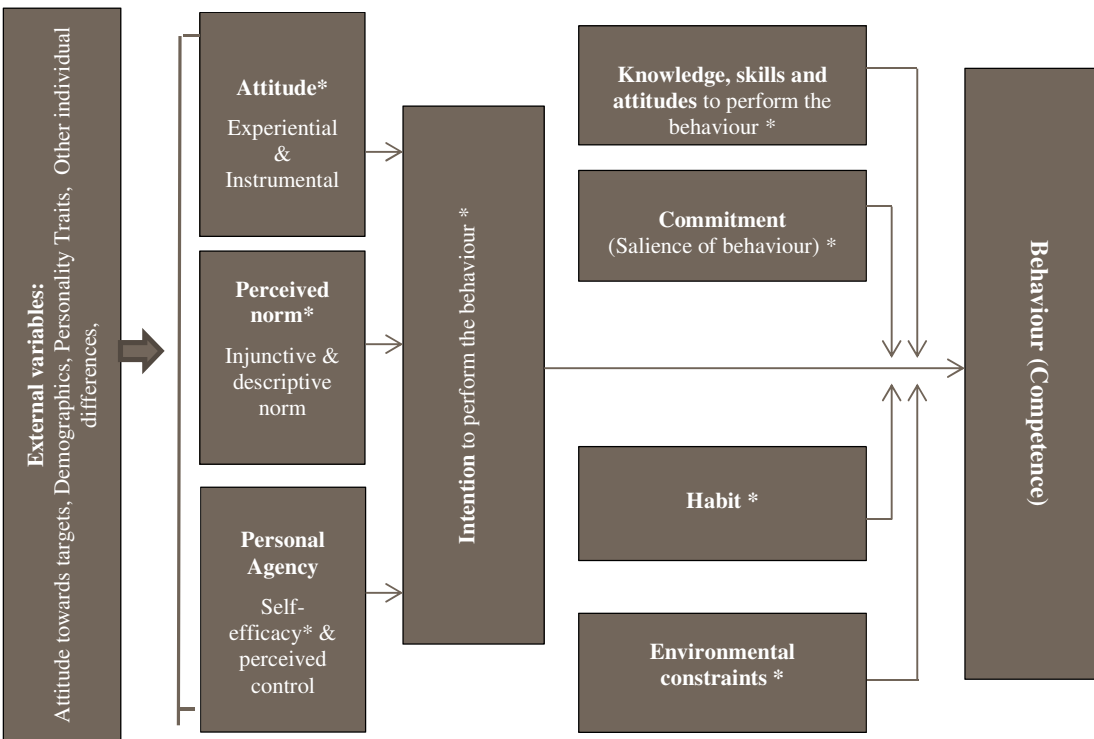 External variables:
Attitude towards targets, Demographics, Personality Traits, Other individual
differences,
Attitude*
Experiential
&
Instrumental
Perceived
norm*
Injunctive &
descriptive
norm
Personal
Agency
Self-
efficacy* &
perceived
control
Intention to perform the behaviour *
Knowledge, skills and
attitudes to perform the
behaviour *
Commitment
(Salience of behaviour) *
Habit *
Environmental
constraints *
Behaviour (Competence)